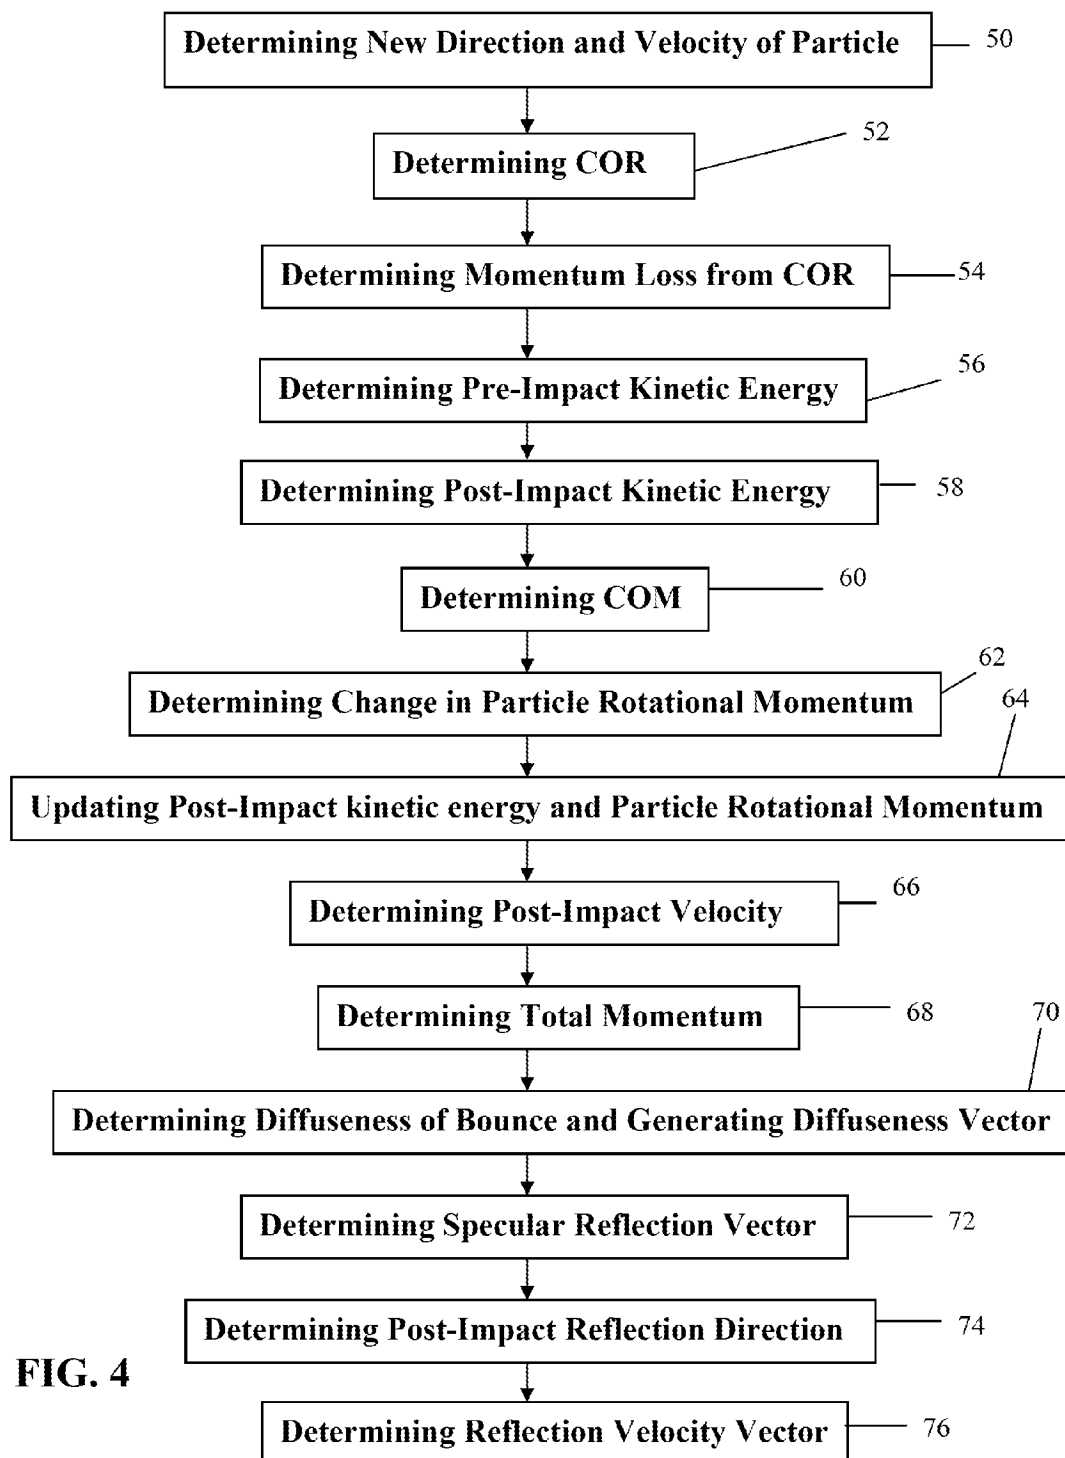 Determining New Direction and Velocity of Particle
50
Determining COR
52
Determining Momentum Loss from COR
54
Determining Pre-Impact Kinetic Energy
56
Determining Post-Impact Kinetic Energy
58
Determining COM
60
Determining Change in Particle Rotational Momentum
62
Updating Post-Impact kinetic energy and Particle Rotational Momentum
64
Determining Post-Impact Velocity
66
Determining Total Momentum
68
Determining Diffuseness of Bounce and Generating Diffuseness Vector
70
Determining Specular Reflection Vector
72
Determining Post-Impact Reflection Direction
74
Determining Reflection Velocity Vector
76
FIG. 4